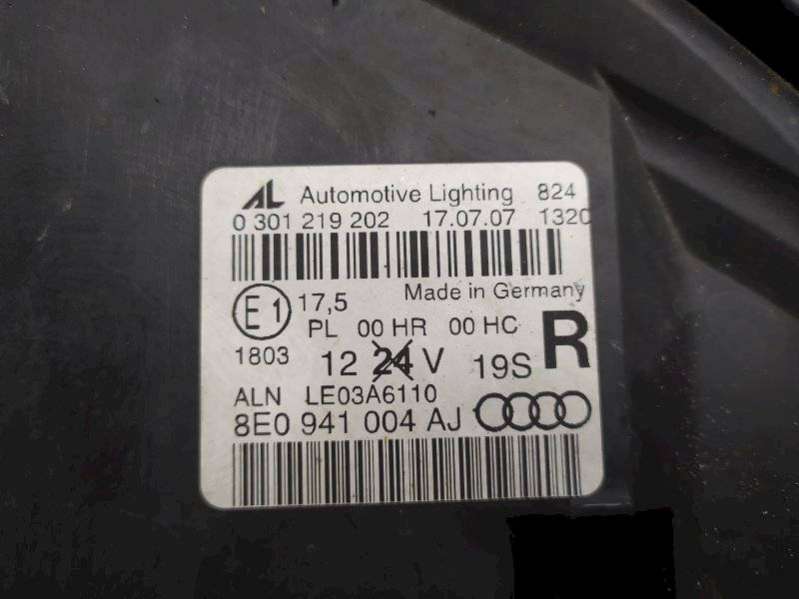 AL Automotive Lighting 824
0 301 219 202 17.07.07 1320
Made in Germany
E1 17,5
PL 00 HR 00 HC R
1803 12 24 V 19S
ALN LE03A6110
8E0 941 004 AJ